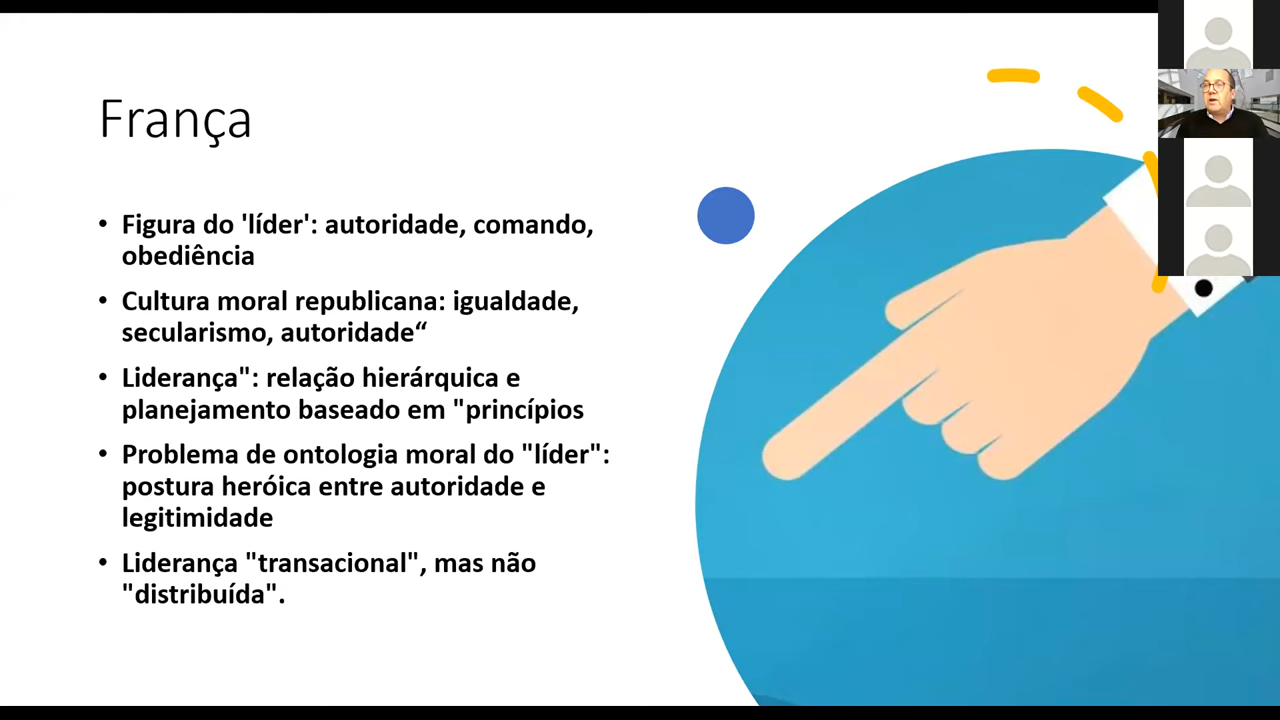 França
• Figura do 'líder': autoridade, comando,
obediência
• Cultura moral republicana: igualdade,
secularismo, autoridade“
• Liderança": relação hierárquica e
planejamento baseado em "princípios
• Problema de ontologia moral do "líder":
postura heróica entre autoridade e
legitimidade
• Liderança "transacional", mas não
"distribuída".